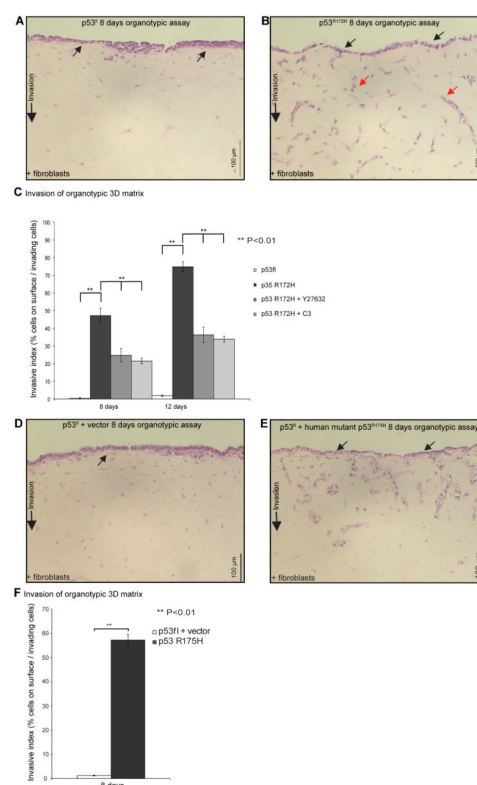 A p53fl 8 days organotypic assay
Invasion
100 µm
+ fibroblasts
B p53R172H 8 days organotypic assay
Invasion
100 µm
+ fibroblasts
C Invasion of organotypic 3D matrix
Invasive index (% cells on surface / invading cells)
100
90
80
70
60
50
40
30
20
10
0
** ** ** **
** P<0.01
p53fl
p35 R172H
p53 R172H + Y27632
p53 R172H + C3
8 days 12 days
D p53fl + vector 8 days organotypic assay
Invasion
100 µm
+ fibroblasts
E p53fl + human mutant p53R175H 8 days organotypic assay
Invasion
100
+ fibroblasts
F Invasion of organotypic 3D matrix
Invasive index (% cells on surface / invading cells)
70
60
50
40
30
20
10
0
**
** P<0.01
p53fl + vector
p53 R175H
8 days